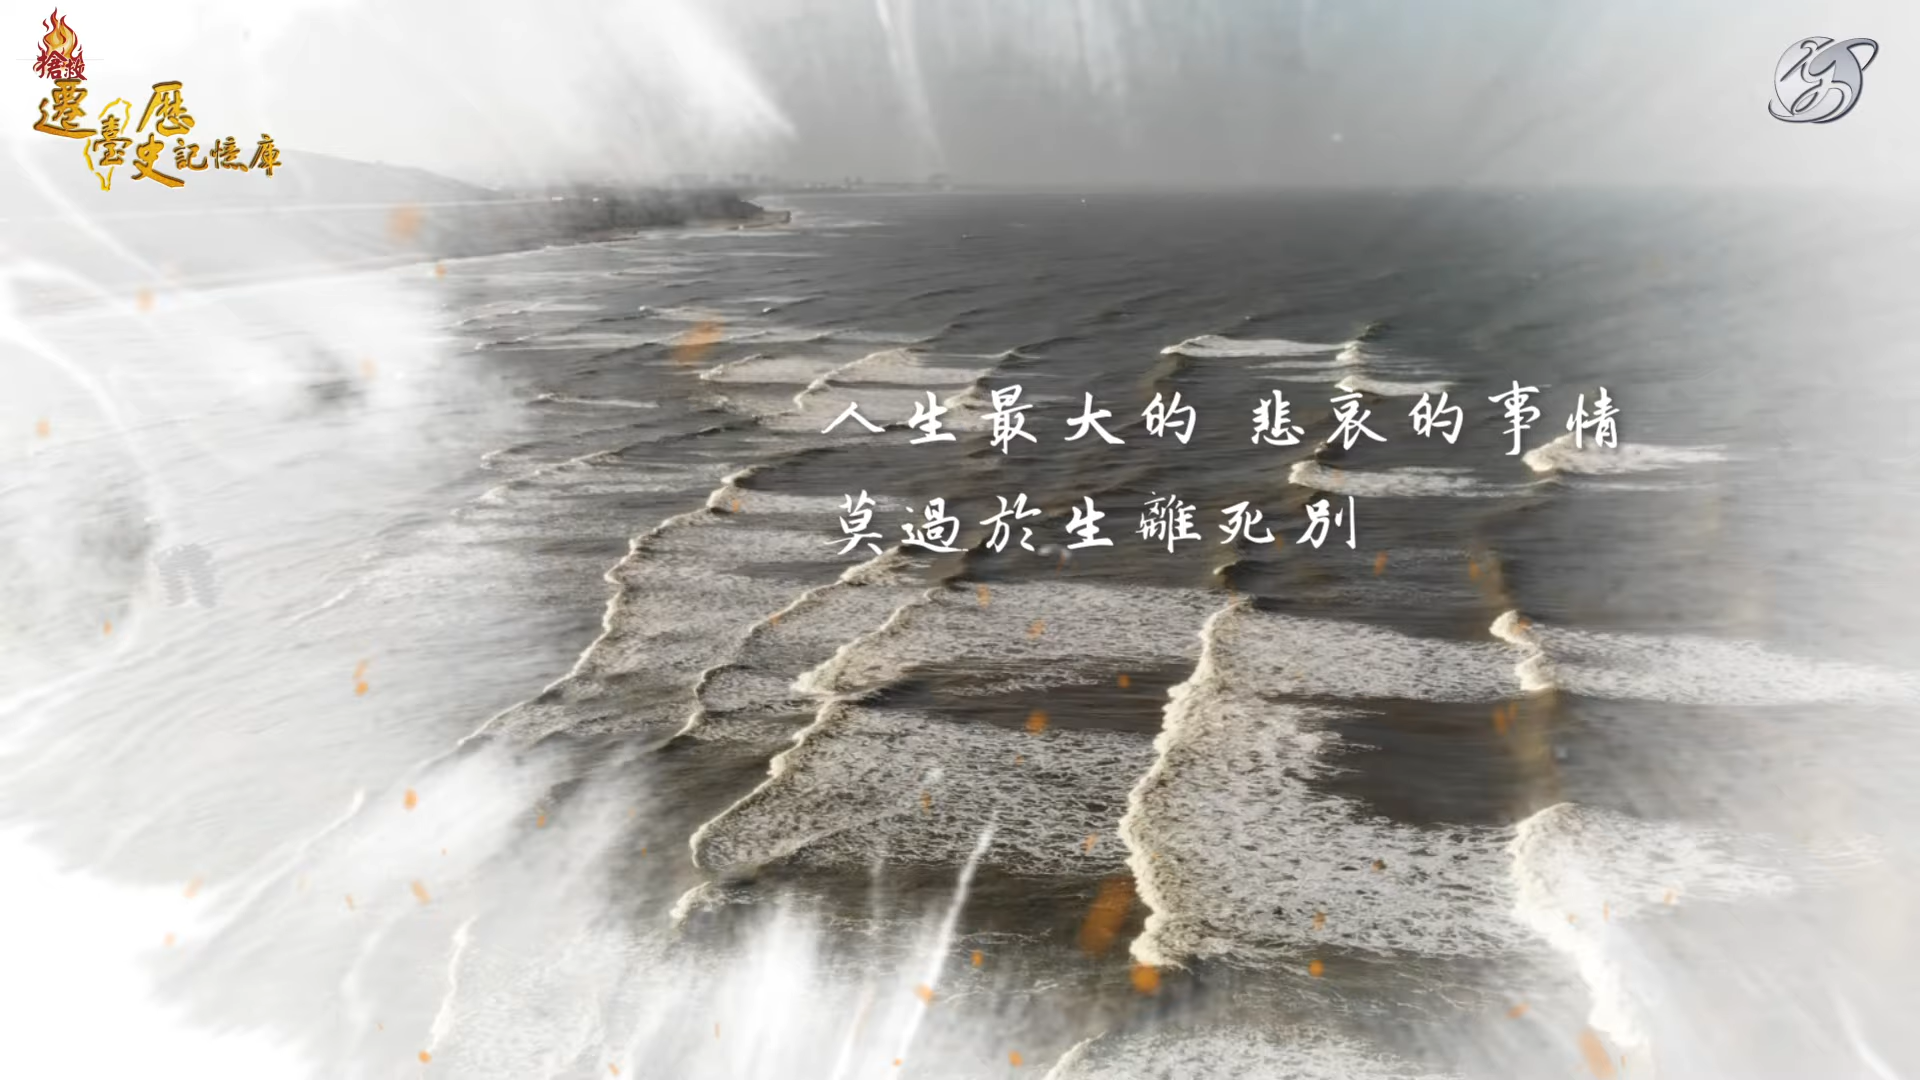 搶救
遷臺歷史記憶庫
人生最大的 悲哀的事情
莫過於生離死別